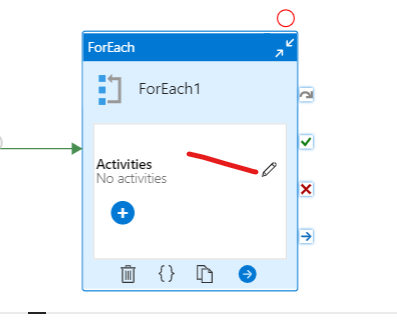 ForEach
ForEach1
Activities
No activities